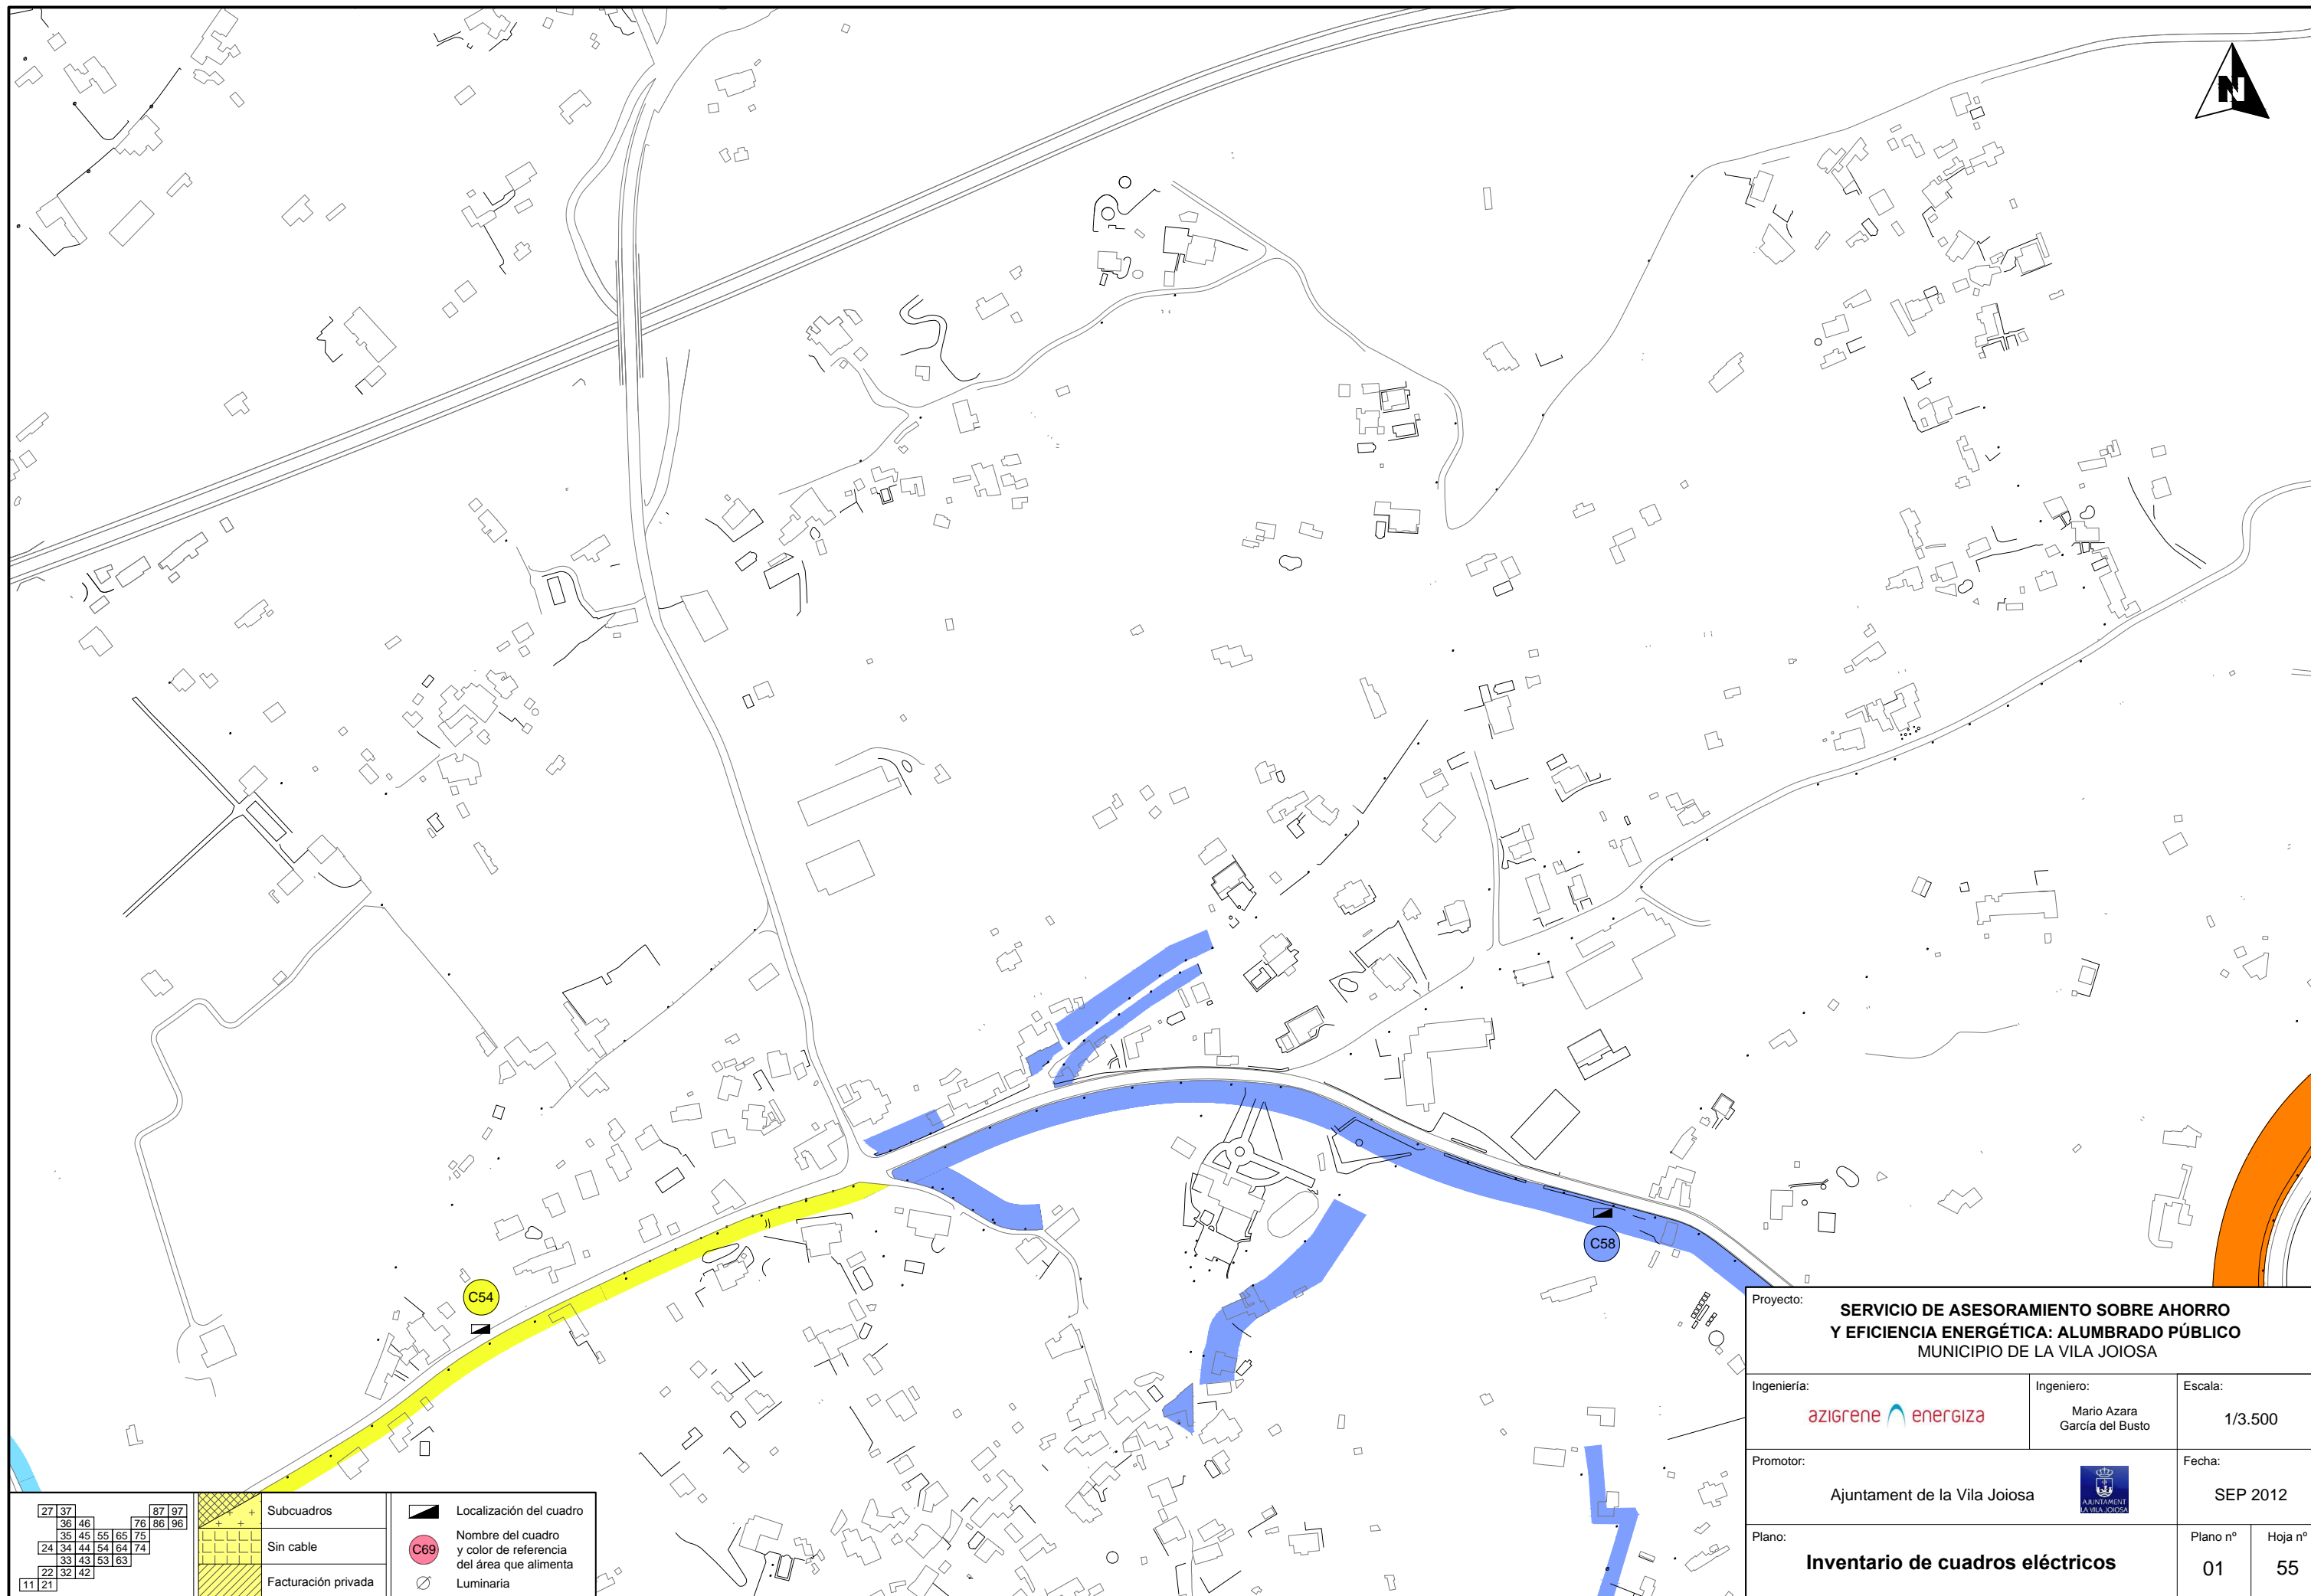 N
C54
C58
27 37 87 97
36 46 76 86 96
35 45 55 65 75
24 34 44 54 64 74
33 43 53 63
22 32 42
11 21
Subcuadros
Sin cable
Facturación privada
Localización del cuadro
C69
Nombre del cuadro
y color de referencia
del área que alimenta
Luminaria
Proyecto:
SERVICIO DE ASESORAMIENTO SOBRE AHORRO
Y EFICIENCIA ENERGÉTICA: ALUMBRADO PÚBLICO
MUNICIPIO DE LA VILA JOIOSA
Ingeniería:
azigrene energiza
Ingeniero:
Mario Azara
García del Busto
Escala:
1/3.500
Promotor:
Ajuntament de la Vila Joiosa
AJUNTAMENT
LA VILA JOIOSA
Fecha:
SEP 2012
Plano:
Inventario de cuadros eléctricos
Plano nº
01
Hoja nº
55